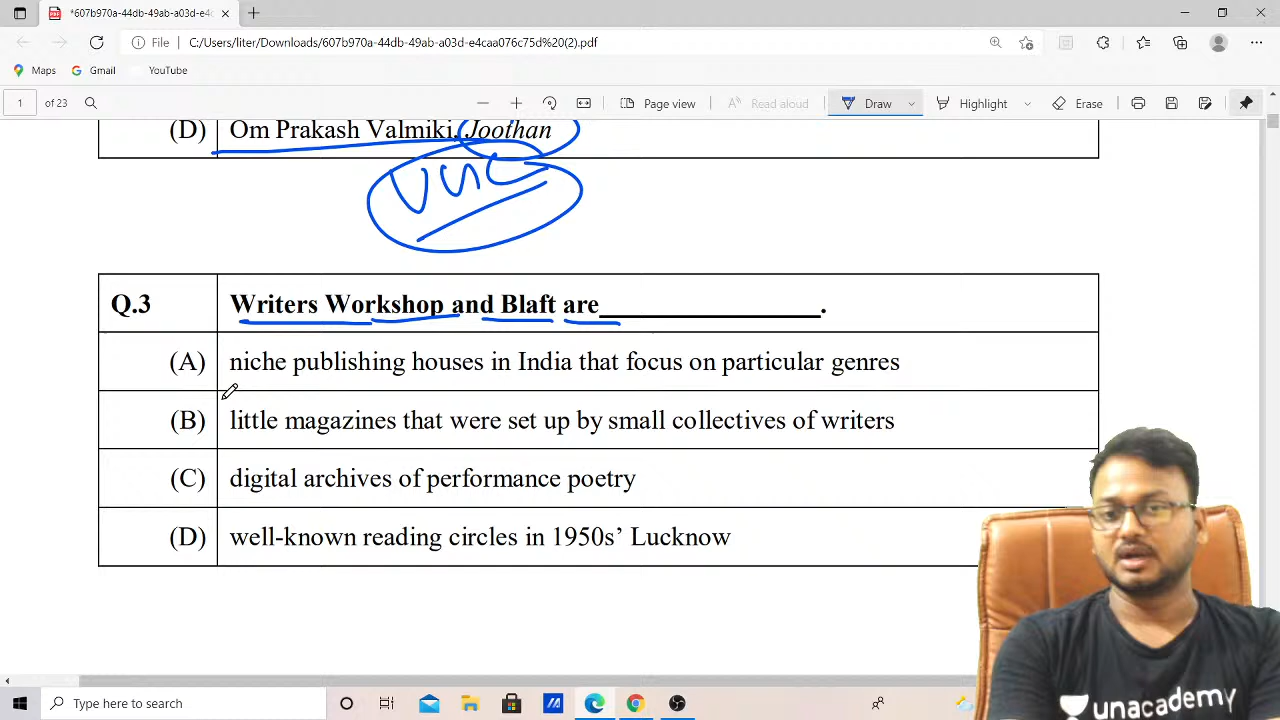 *607b970a-44db-49ab-a03d-e4c
File
C:/Users/liter/Downloads/607b970a-44db-49ab-a03d-e4caa076c75d%20(2).pdf
Maps
Gmail
YouTube
1 of 23
Page view
Read aloud
Draw
Highlight
Erase
(D) Om Prakash Valmiki, Joothan
Q.3 Writers Workshop and Blaft are_________________.
(A) niche publishing houses in India that focus on particular genres
(B) little magazines that were set up by small collectives of writers
(C) digital archives of performance poetry
(D) well-known reading circles in 1950s’ Lucknow
unacademy
Type here to search